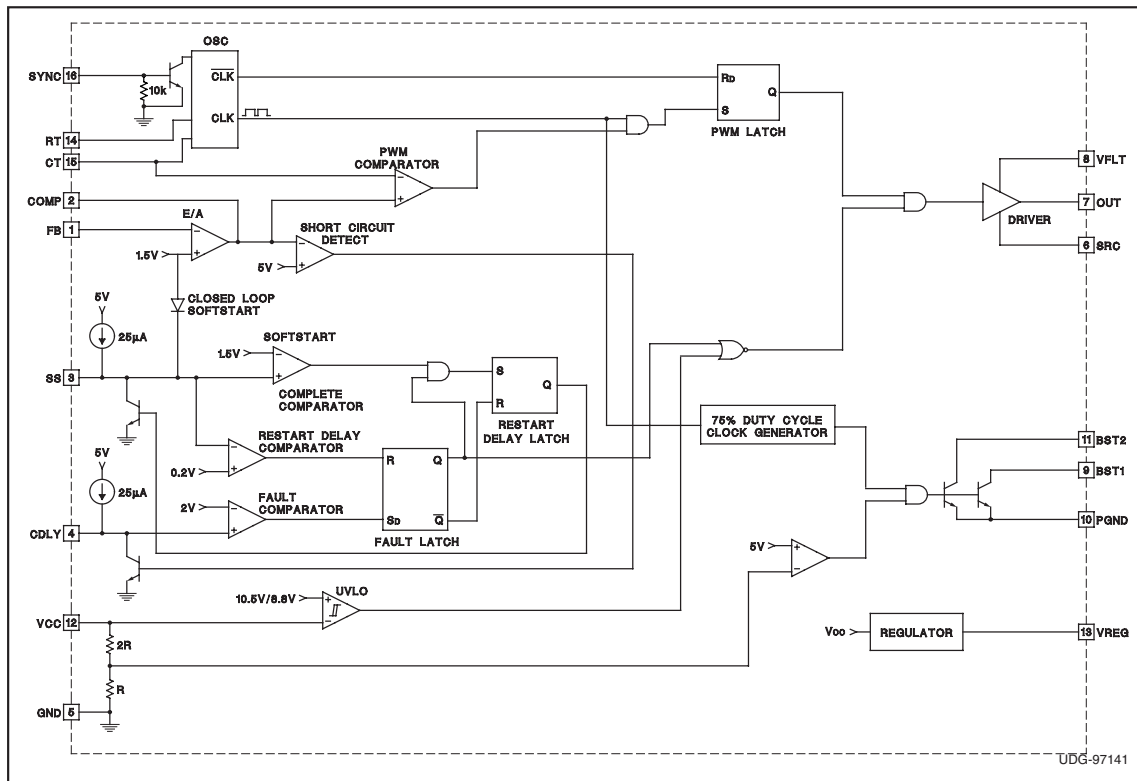 OSC
SYNC 16
10k
CLK
CLK
RT 14
CT 15
RD
S
Q
PWM LATCH
PWM
COMPARATOR
COMP 2
FB 1
E/A
1.5V
SHORT CIRCUIT
DETECT
5V
8 VFLT
7 OUT
6 SRC
DRIVER
5V
25µA
CLOSED LOOP
SOFTSTART
SOFTSTART
1.5V
SS 3
COMPLETE
COMPARATOR
S
Q
R
RESTART
DELAY LATCH
75% DUTY CYCLE
CLOCK GENERATOR
RESTART DELAY
COMPARATOR
0.2V
5V
25µA
2V
FAULT
COMPARATOR
R Q
SD Q
FAULT LATCH
CDLY 4
11 BST2
9 BST1
10 PGND
5V
10.5V/8.8V
UVLO
VCC 12
2R
R
GND 5
VDD
REGULATOR
13 VREG
UDG-97141